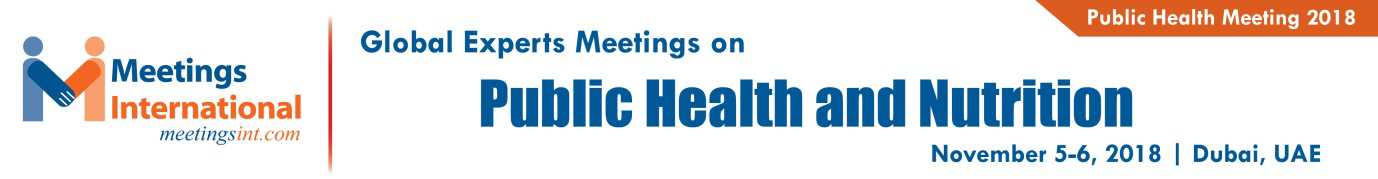 Public Health Meeting 2018
Global Experts Meetings on
Meetings
International
meetingsint.com
Public Health and Nutrition
November 5-6, 2018 | Dubai, UAE